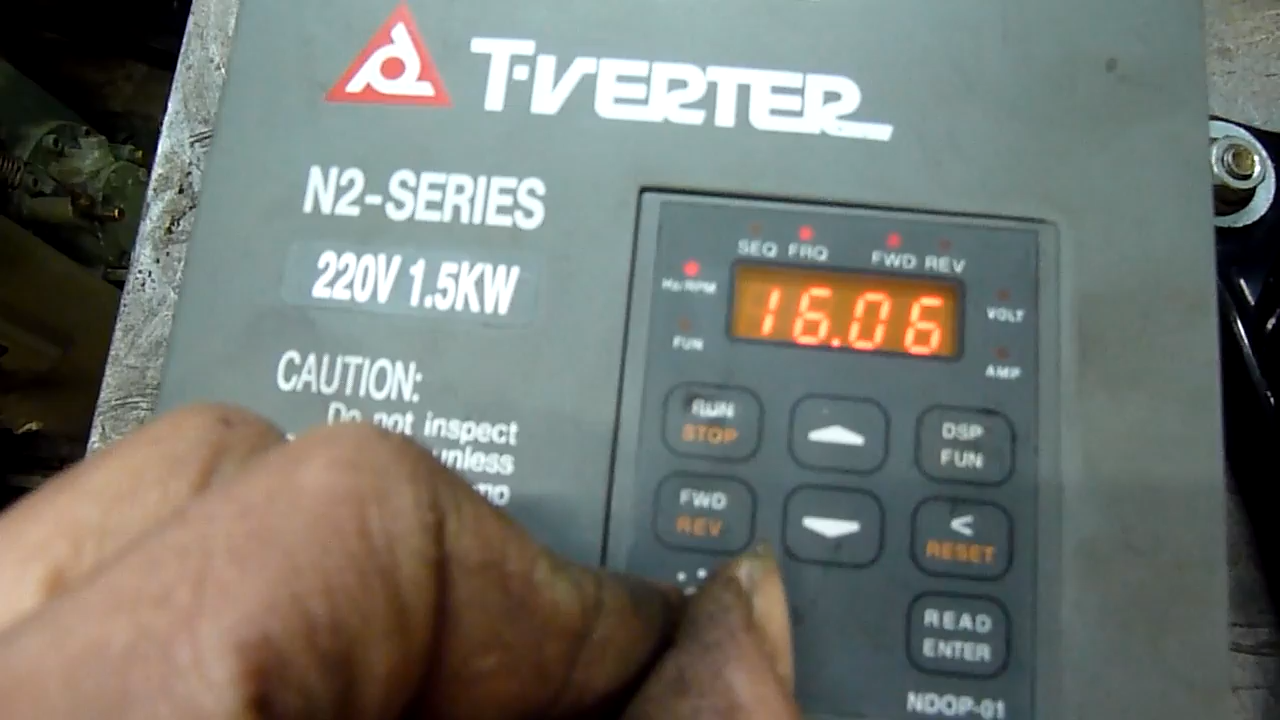 T-VERTER
N2-SERIES
220V 1.5KW
CAUTION:
Do not inspect
unless
SEQ FRQ FWD REV
Hz/RPM
16.06
VOLT
FUN
AMP
RUN
STOP
DSP
FUN
FWD
REV
<
RESET
READ
ENTER
NDOP-01